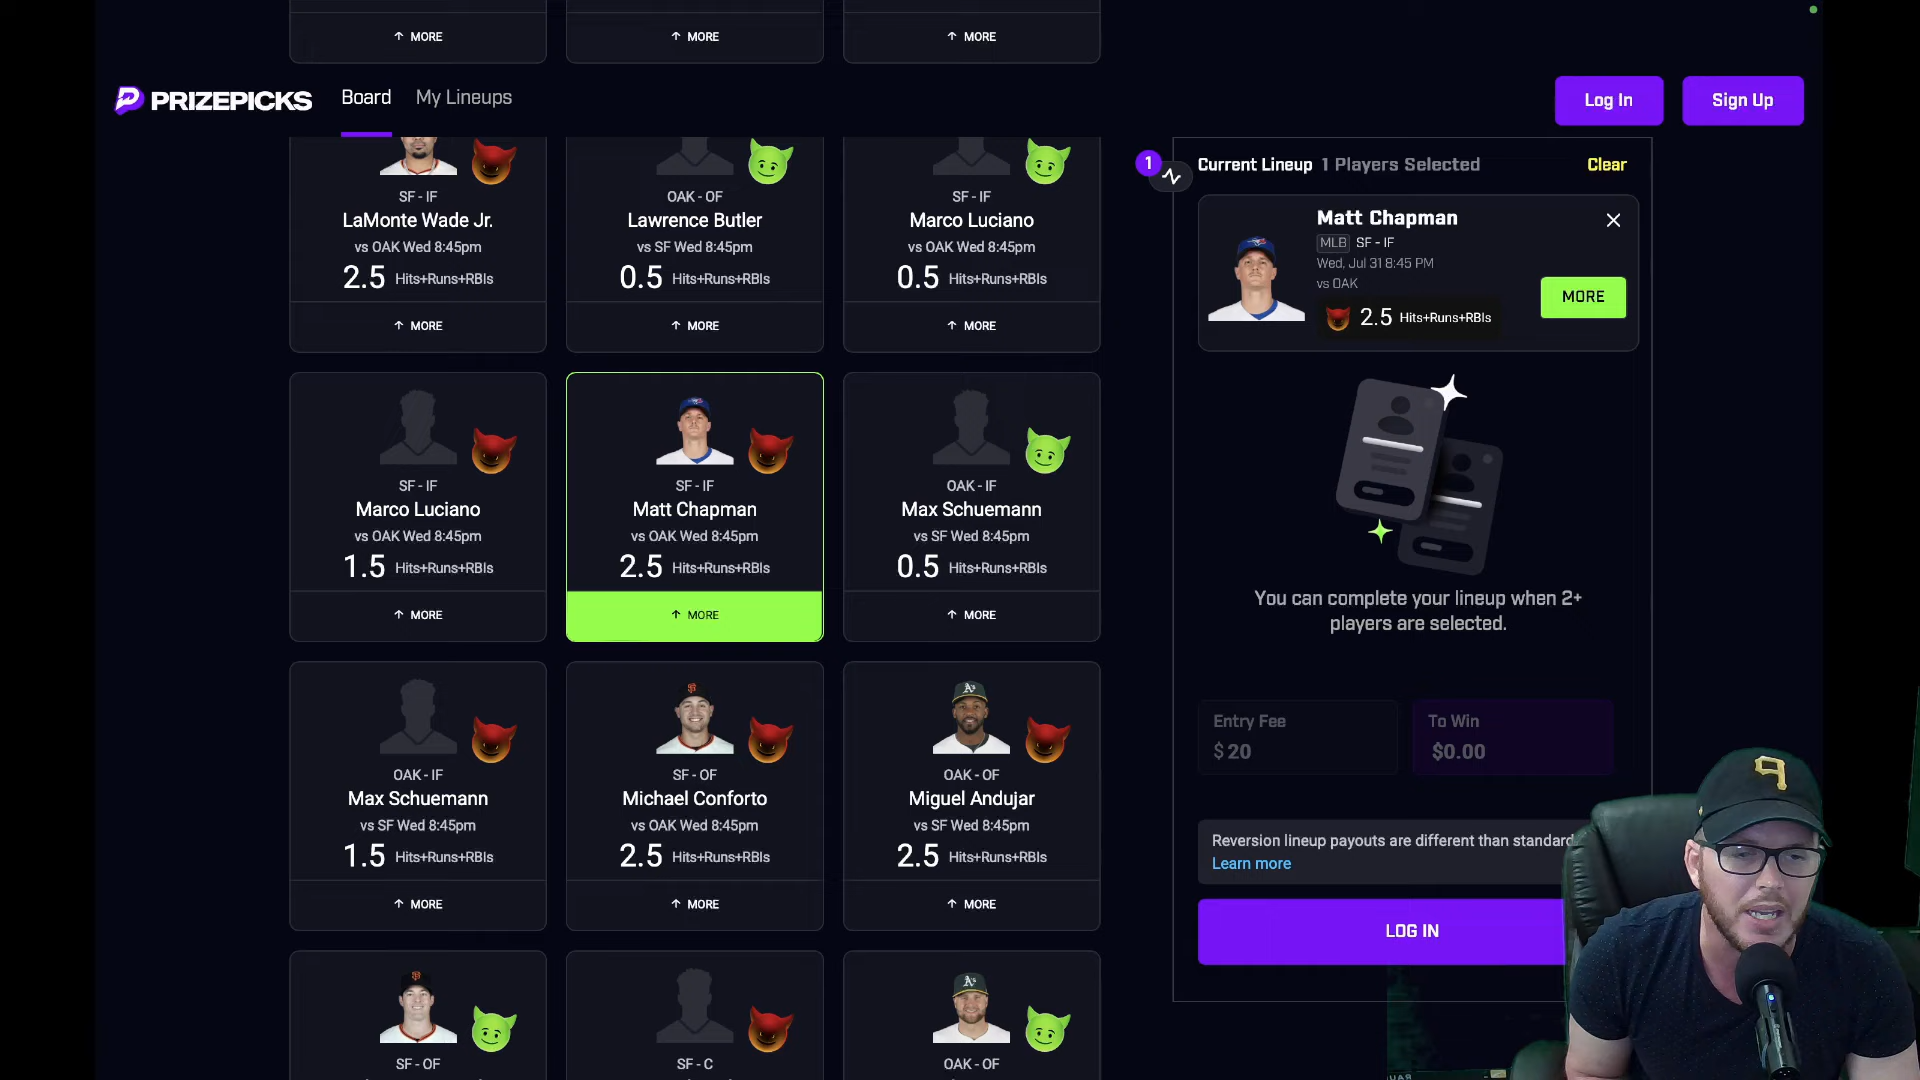 ↑ MORE
↑ MORE
↑ MORE
PRIZEPICKS
Board
My Lineups
Log In
Sign Up
SF - IF
LaMonte Wade Jr.
vs OAK Wed 8:45pm
2.5 Hits+Runs+RBIs
↑ MORE
OAK - OF
Lawrence Butler
vs SF Wed 8:45pm
0.5 Hits+Runs+RBIs
↑ MORE
SF - IF
Marco Luciano
vs OAK Wed 8:45pm
0.5 Hits+Runs+RBIs
↑ MORE
SF - IF
Marco Luciano
vs OAK Wed 8:45pm
1.5 Hits+Runs+RBIs
↑ MORE
SF - IF
Matt Chapman
vs OAK Wed 8:45pm
2.5 Hits+Runs+RBIs
↑ MORE
OAK - IF
Max Schuemann
vs SF Wed 8:45pm
0.5 Hits+Runs+RBIs
↑ MORE
OAK - IF
Max Schuemann
vs SF Wed 8:45pm
1.5 Hits+Runs+RBIs
↑ MORE
SF - OF
Michael Conforto
vs OAK Wed 8:45pm
2.5 Hits+Runs+RBIs
↑ MORE
OAK - OF
Miguel Andujar
vs SF Wed 8:45pm
2.5 Hits+Runs+RBIs
↑ MORE
SF - OF
SF - C
OAK - OF
1
Current Lineup 1 Players Selected
Clear
Matt Chapman
MLB SF - IF
Wed, Jul 31 8:45 PM
vs OAK
2.5 Hits+Runs+RBIs
MORE
You can complete your lineup when 2+
players are selected.
Entry Fee
$ 20
To Win
$0.00
Reversion lineup payouts are different than standard.
Learn more
LOG IN
P